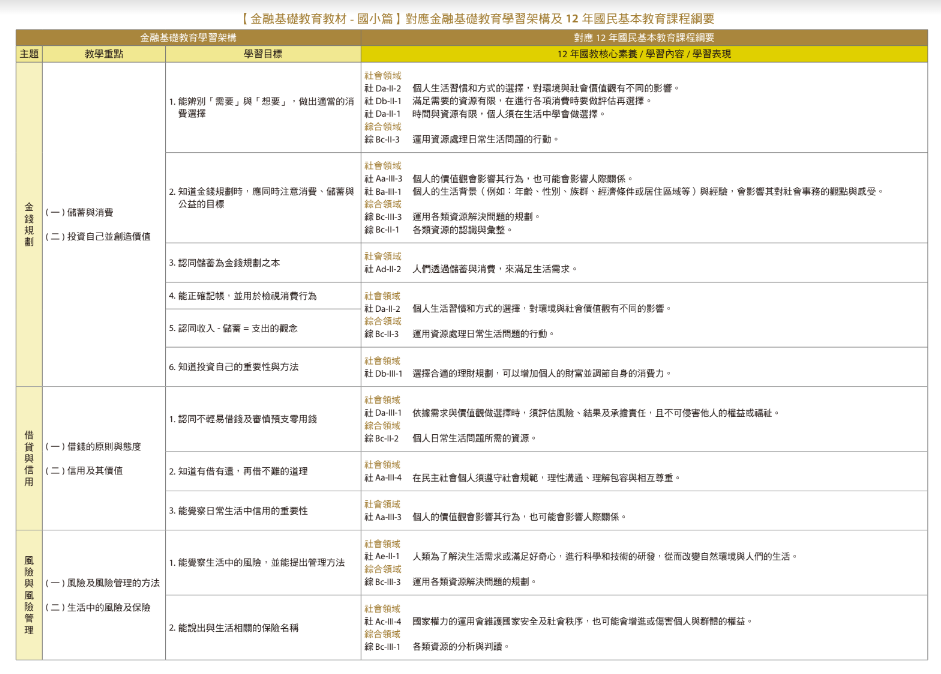 【 金融基礎教育教材 - 國小篇 】對應金融基礎教育學習架構及 12 年國民基本教育課程綱要
金融基礎教育學習架構
對應 12 年國民基本教育課程綱要
主題
教學重點
學習目標
12 年國教核心素養 / 學習內容 / 學習表現
金錢規劃
( 一 ) 儲蓄與消費
( 二 ) 投資自己並創造價值
1. 能辨別「需要」與「想要」，做出適當的消
費選擇
社會領域
社 Da-II-2 個人生活習慣和方式的選擇，對環境與社會價值觀有不同的影響。
社 Db-II-1 滿足需要的資源有限，在進行各項消費時要做評估再選擇。
社 Da-II-1 時間與資源有限，個人須在生活中學會做選擇。
綜合領域
綜 Bc-II-3 運用資源處理日常生活問題的行動。
2. 知道金錢規劃時，應同時注意消費、儲蓄與
公益的目標
社會領域
社 Aa-III-3 個人的價值觀會影響其行為，也可能會影響人際關係。
社 Ba-III-1 個人的生活背景（例如：年齡、性別、族群、經濟條件或居住區域等）與經驗，會影響其對社會事務的觀點與感受。
綜合領域
綜 Bc-III-3 運用各類資源解決問題的規劃。
綜 Bc-II-1 各類資源的認識與彙整。
3. 認同儲蓄為金錢規劃之本
社會領域
社 Ad-II-2 人們透過儲蓄與消費，來滿足生活需求。
4. 能正確記帳，並用於檢視消費行為
5. 認同收入 - 儲蓄 = 支出的觀念
社會領域
社 Da-II-2 個人生活習慣和方式的選擇，對環境與社會價值觀有不同的影響。
綜合領域
綜 Bc-II-3 運用資源處理日常生活問題的行動。
6. 知道投資自己的重要性與方法
社會領域
社 Db-III-1 選擇合適的理財規劃，可以增加個人的財富並調節自身的消費力。
借貸與信用
( 一 ) 借錢的原則與態度
( 二 ) 信用及其價值
1. 認同不輕易借錢及審慎預支零用錢
社會領域
社 Da-III-1 依據需求與價值觀做選擇時，須評估風險、結果及承擔責任，且不可侵害他人的權益或福祉。
綜合領域
綜 Bc-II-2 個人日常生活問題所需的資源。
2. 知道有借有還，再借不難的道理
社會領域
社 Aa-III-4 在民主社會個人須遵守社會規範，理性溝通、理解包容與相互尊重。
3. 能覺察日常生活中信用的重要性
社會領域
社 Aa-III-3 個人的價值觀會影響其行為，也可能會影響人際關係。
風險與風險管理
( 一 ) 風險及風險管理的方法
( 二 ) 生活中的風險及保險
1. 能覺察生活中的風險，並能提出管理方法
社會領域
社 Ae-II-1 人類為了解決生活需求或滿足好奇心，進行科學和技術的研發，從而改變自然環境與人們的生活。
綜合領域
綜 Bc-III-3 運用各類資源解決問題的規劃。
2. 能說出與生活相關的保險名稱
社會領域
社 Ac-III-4 國家權力的運用會維護國家安全及社會秩序，也可能會增進或傷害個人與群體的權益。
綜合領域
綜 Bc-III-1 各類資源的分析與判讀。